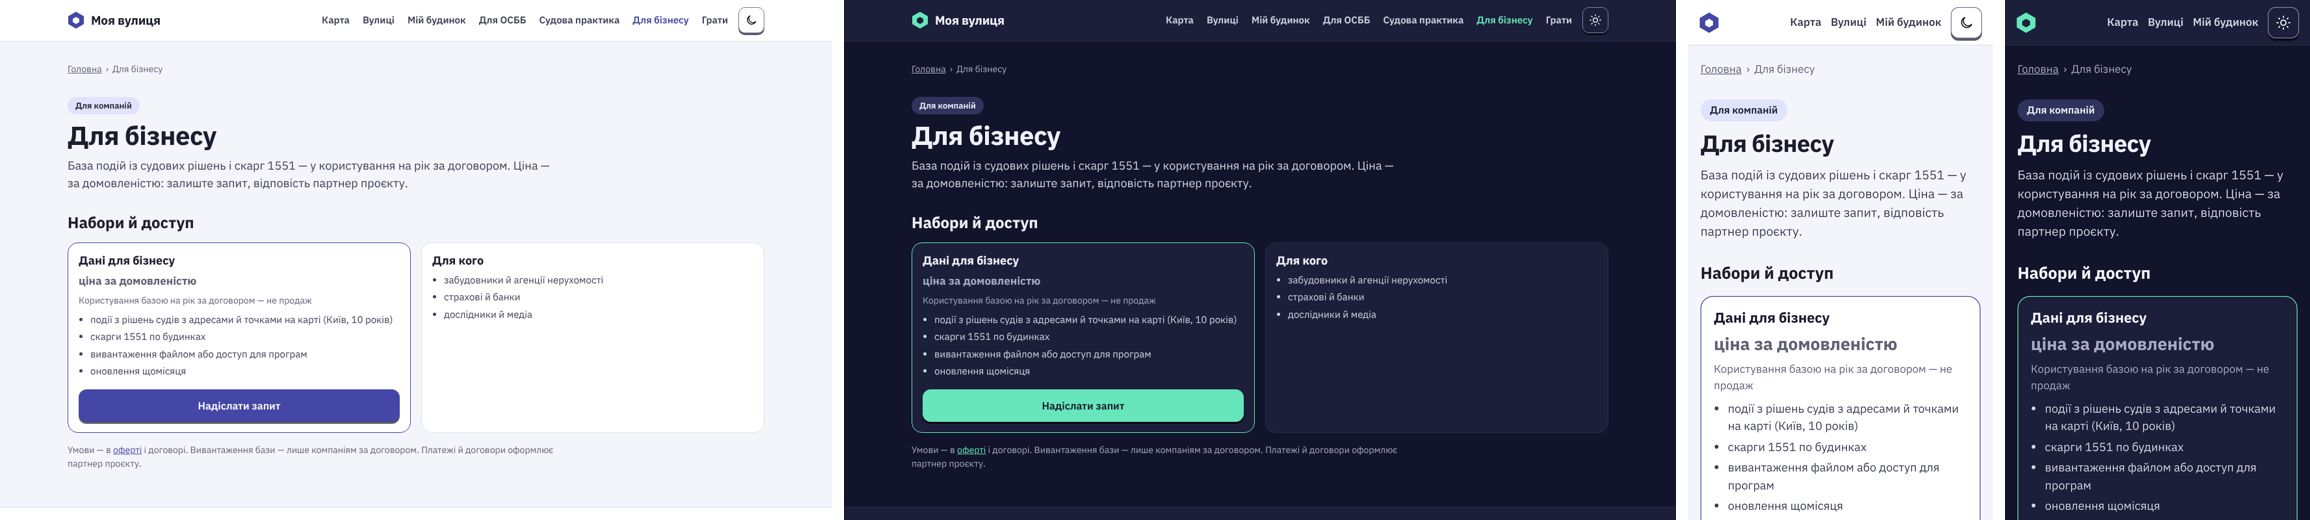 Моя вулиця
Карта Вулиці Мій будинок Для ОСББ Судова практика Для бізнесу Грати
Головна › Для бізнесу
Для компаній
Для бізнесу
База подій із судових рішень і скарг 1551 — у користування на рік за договором. Ціна —
за домовленістю: залиште запит, відповість партнер проєкту.
Набори й доступ
Дані для бізнесу
ціна за домовленістю
Користування базою на рік за договором — не продаж
• події з рішень судів з адресами й точками на карті (Київ, 10 років)
• скарги 1551 по будинках
• вивантаження файлом або доступ для програм
• оновлення щомісяця
Надіслати запит
Для кого
• забудовники й агенції нерухомості
• страхові й банки
• дослідники й медіа
Умови — в оферті і договорі. Вивантаження бази — лише компаніям за договором. Платежі й договори оформлює
партнер проєкту.
Моя вулиця
Карта Вулиці Мій будинок Для ОСББ Судова практика Для бізнесу Грати
Головна › Для бізнесу
Для компаній
Для бізнесу
База подій із судових рішень і скарг 1551 — у користування на рік за договором. Ціна —
за домовленістю: залиште запит, відповість партнер проєкту.
Набори й доступ
Дані для бізнесу
ціна за домовленістю
Користування базою на рік за договором — не продаж
• події з рішень судів з адресами й точками на карті (Київ, 10 років)
• скарги 1551 по будинках
• вивантаження файлом або доступ для програм
• оновлення щомісяця
Надіслати запит
Для кого
• забудовники й агенції нерухомості
• страхові й банки
• дослідники й медіа
Умови — в оферті і договорі. Вивантаження бази — лише компаніям за договором. Платежі й договори оформлює
партнер проєкту.
Карта Вулиці Мій будинок
Головна › Для бізнесу
Для компаній
Для бізнесу
База подій із судових рішень і скарг 1551 — у
користування на рік за договором. Ціна — за
домовленістю: залиште запит, відповість
партнер проєкту.
Набори й доступ
Дані для бізнесу
ціна за домовленістю
Користування базою на рік за договором — не
продаж
• події з рішень судів з адресами й точками
на карті (Київ, 10 років)
• скарги 1551 по будинках
• вивантаження файлом або доступ для
програм
• оновлення щомісяця
Карта Вулиці Мій будинок
Головна › Для бізнесу
Для компаній
Для бізнесу
База подій із судових рішень і скарг 1551 — у
користування на рік за договором. Ціна — за
домовленістю: залиште запит, відповість
партнер проєкту.
Набори й доступ
Дані для бізнесу
ціна за домовленістю
Користування базою на рік за договором — не
продаж
• події з рішень судів з адресами й точками
на карті (Київ, 10 років)
• скарги 1551 по будинках
• вивантаження файлом або доступ для
програм
• оновлення щомісяця